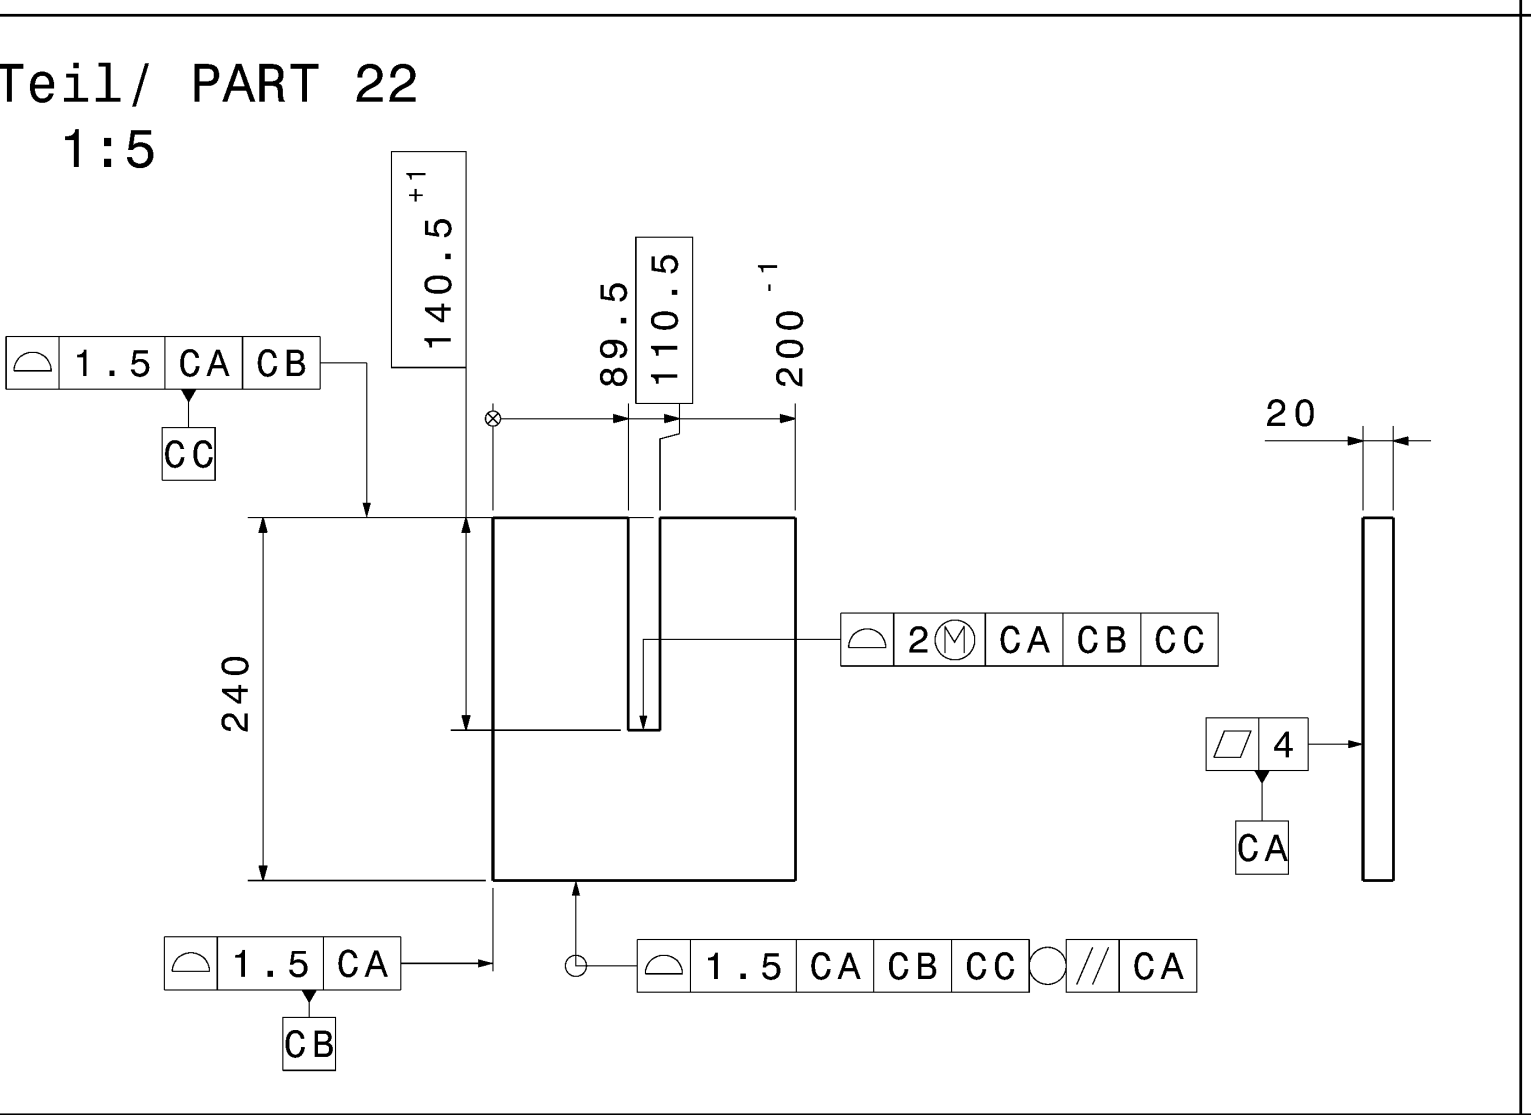 Teil/ PART 22
1:5
140.5 +1
89.5
110.5
200 -1
1.5 CA CB
CC
20
240
2 Ⓜ CA CB CC
4
CA
1.5 CA
CB
1.5 CA CB CC // CA